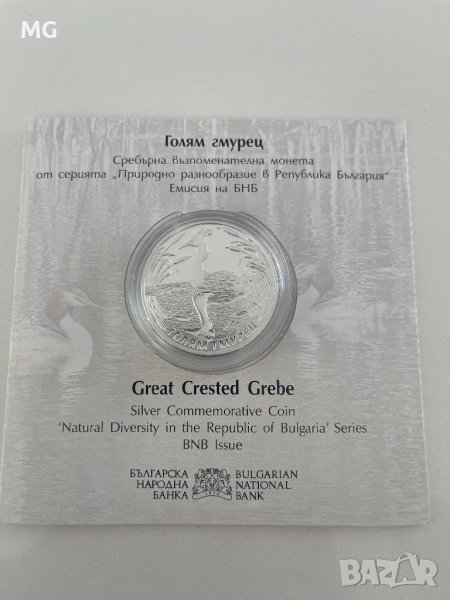 MG
Голям гмурец
Сребърна възпоменателна монета
от серията „Природно разнообразие в Република България“
Емисия на БНБ
ГОЛЯМ ГМУРЕЦ
Great Crested Grebe
Silver Commemorative Coin
‘Natural Diversity in the Republic of Bulgaria’ Series
BNB Issue
БЪЛГАРСКА
НАРОДНА
БАНКА
1879
BULGARIAN
NATIONAL
BANK
BAZAR